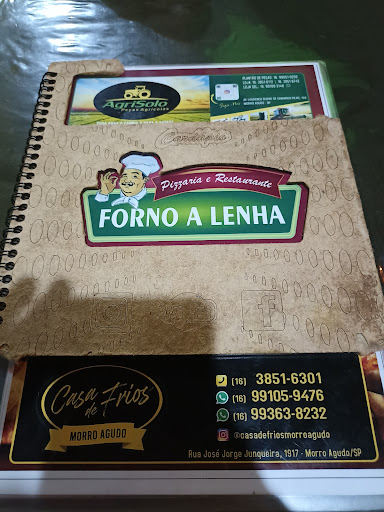 AgriSolo
Peças Agrícolas
Cardápio
Pizzaria e Restaurante
FORNO A LENHA
Casa
de Frios
MORRO AGUDO
(16) 3851-6301
(16) 99105-9476
(16) 99363-8232
@casadefriosmorroagudo
Rua José Jorge Junqueira, 1917 - Morro Agudo/SP